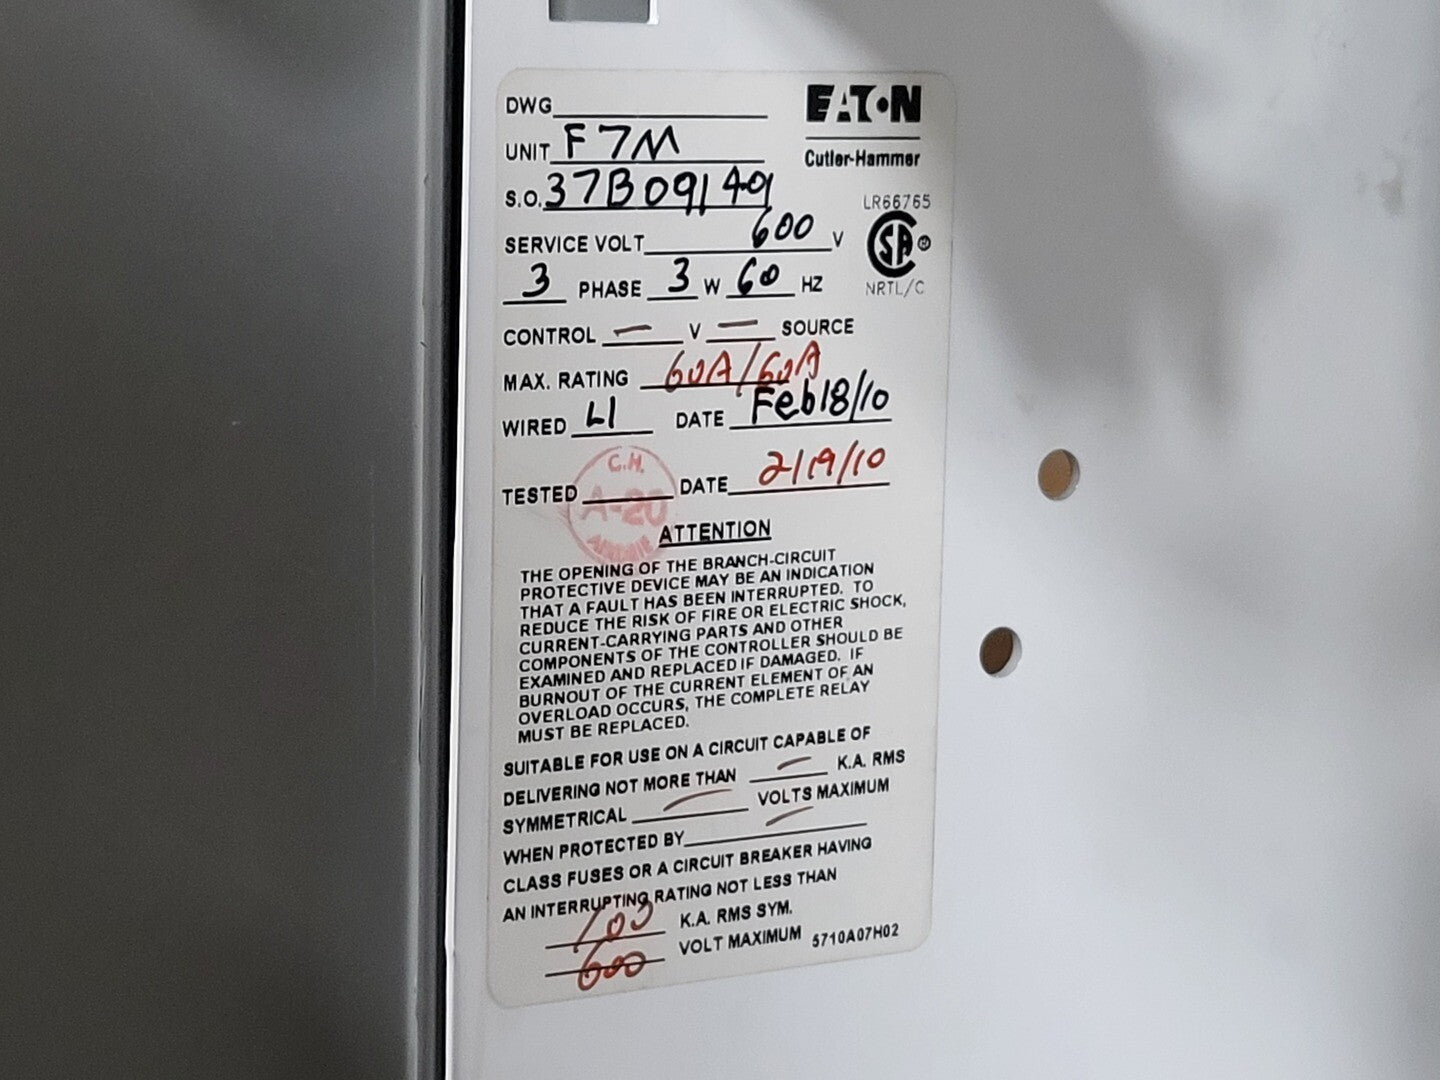 DWG
EATON
UNIT F7M
Cutler-Hammer
S.O. 37B09149
LR66765
SERVICE VOLT 600 V
SA
3 PHASE 3 W 60 HZ
NRTL/C
CONTROL — V — SOURCE
MAX. RATING 60A/60A
WIRED L1 DATE Feb18/10
C.H.
TESTED A-20 DATE 2/19/10
ATTENTION
THE OPENING OF THE BRANCH-CIRCUIT
PROTECTIVE DEVICE MAY BE AN INDICATION
THAT A FAULT HAS BEEN INTERRUPTED. TO
REDUCE THE RISK OF FIRE OR ELECTRIC SHOCK,
CURRENT-CARRYING PARTS AND OTHER
COMPONENTS OF THE CONTROLLER SHOULD BE
EXAMINED AND REPLACED IF DAMAGED. IF
BURNOUT OF THE CURRENT ELEMENT OF AN
OVERLOAD OCCURS, THE COMPLETE RELAY
MUST BE REPLACED.
SUITABLE FOR USE ON A CIRCUIT CAPABLE OF
DELIVERING NOT MORE THAN — K.A. RMS
SYMMETRICAL — VOLTS MAXIMUM
WHEN PROTECTED BY —
CLASS FUSES OR A CIRCUIT BREAKER HAVING
AN INTERRUPTING RATING NOT LESS THAN
100 K.A. RMS SYM.
600 VOLT MAXIMUM 5710A07H02